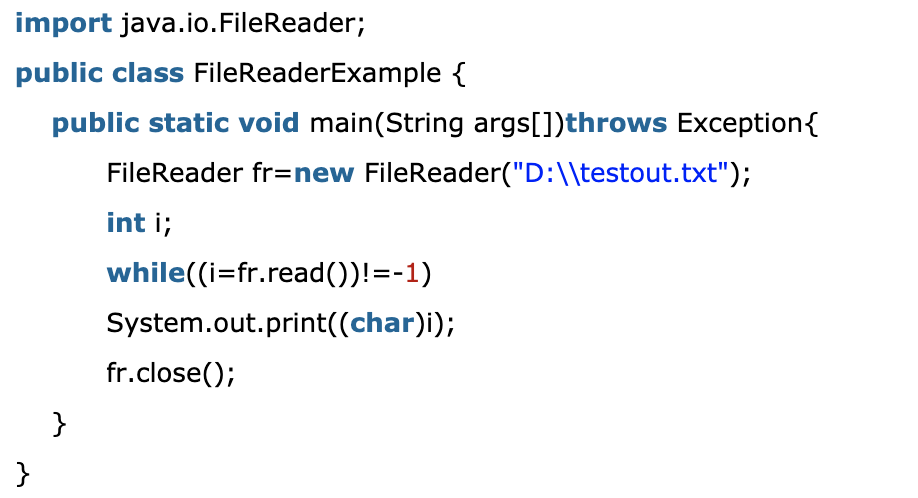 import java.io.FileReader;
public class FileReaderExample {
public static void main(String args[])throws Exception{
FileReader fr=new FileReader("D:\\testout.txt");
int i;
while((i=fr.read())!=-1)
System.out.print((char)i);
fr.close();
}
}